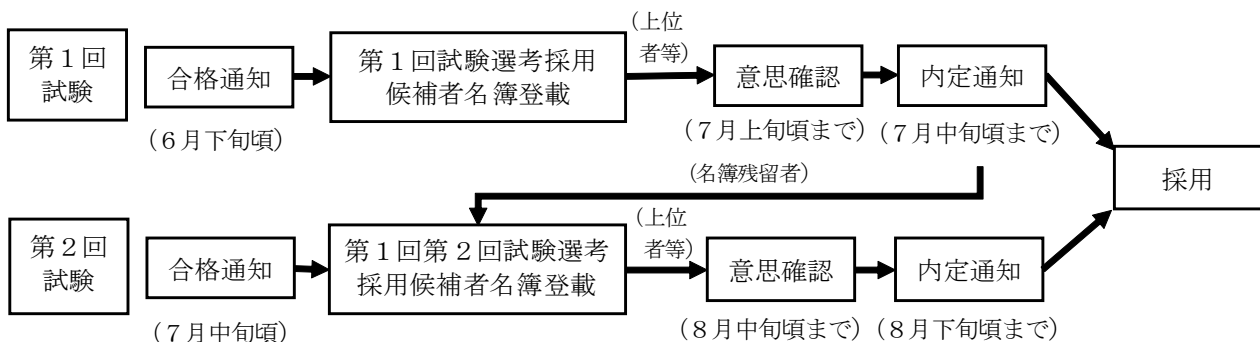 第１回
試験
合格通知
（６月下旬頃）
第１回試験選考採用
候補者名簿登載
（上位
者等）
意思確認
（７月上旬頃まで）
内定通知
（７月中旬頃まで）
（名簿残留者）
採用
第２回
試験
合格通知
（７月中旬頃）
第１回第２回試験選考
採用候補者名簿登載
（上位
者等）
意思確認
（８月中旬頃まで）
内定通知
（８月下旬頃まで）